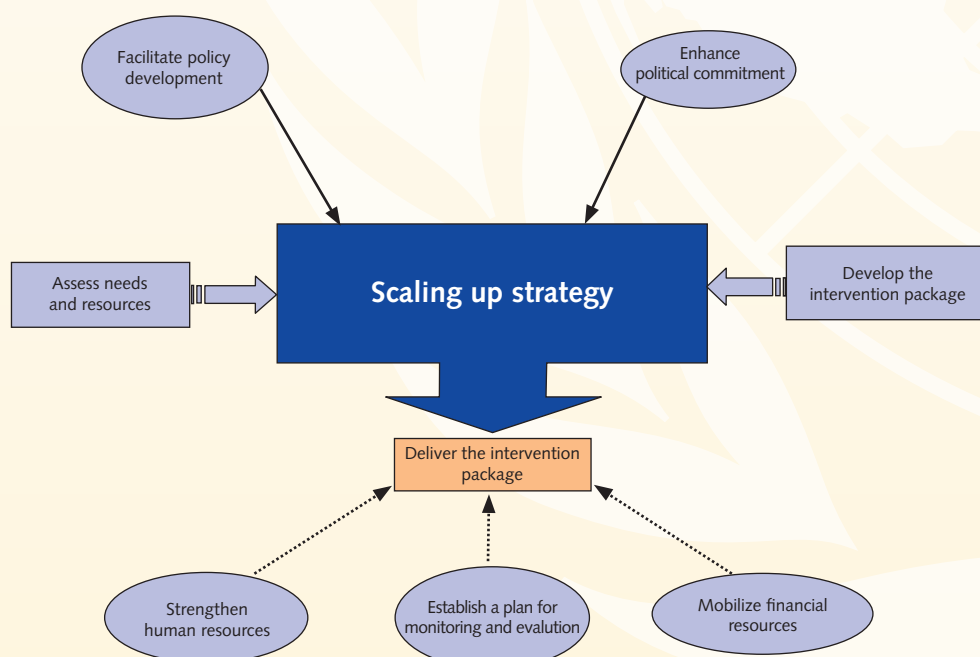 Facilitate policy
development
Enhance
political commitment
Assess needs
and resources
Scaling up strategy
Develop the
intervention package
Deliver the intervention
package
Strengthen
human resources
Establish a plan for
monitoring and evalution
Mobilize financial
resources